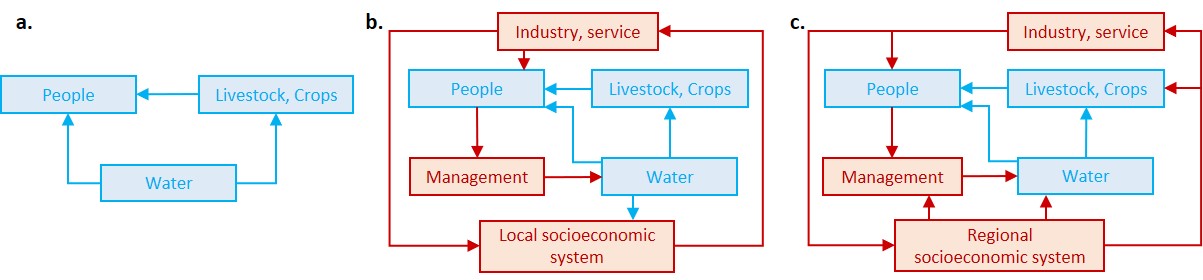 a.
People
Livestock, Crops
Water
b.
Industry, service
People
Livestock, Crops
Management
Water
Local socioeconomic
system
c.
Industry, service
People
Livestock, Crops
Management
Water
Regional
socioeconomic system